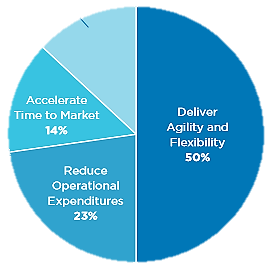 Deliver
Agility and
Flexibility
50%
Reduce
Operational
Expenditures
23%
Accelerate
Time to Market
14%